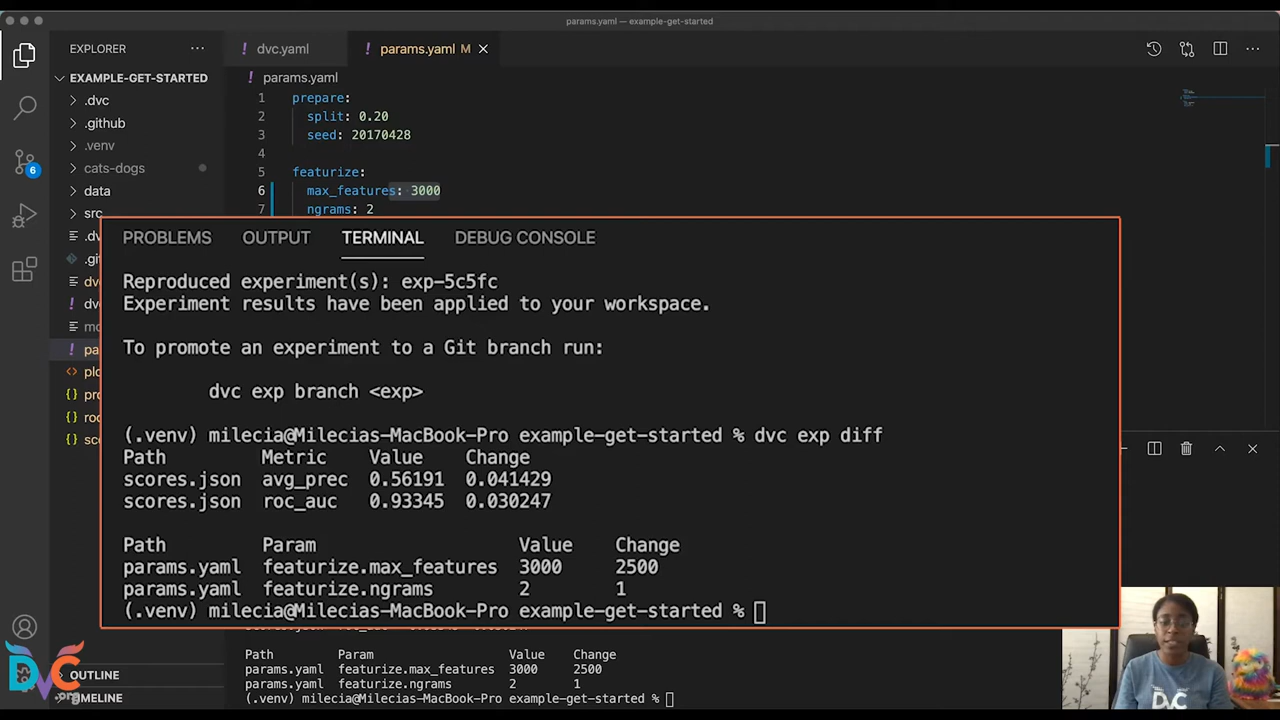 params.yaml — example-get-started
EXPLORER
dvc.yaml
params.yaml M
EXAMPLE-GET-STARTED
params.yaml
.dvc
.github
.venv
cats-dogs
data
src
1 prepare:
2 split: 0.20
3 seed: 20170428
4
5 featurize:
6 max_features: 3000
7 ngrams: 2
6
PROBLEMS OUTPUT TERMINAL DEBUG CONSOLE
Reproduced experiment(s): exp-5c5fc
Experiment results have been applied to your workspace.
To promote an experiment to a Git branch run:
dvc exp branch <exp>
(.venv) milecia@Milecias-MacBook-Pro example-get-started % dvc exp diff
Path Metric Value Change
scores.json avg_prec 0.56191 0.041429
scores.json roc_auc 0.93345 0.030247
Path Param Value Change
params.yaml featurize.max_features 3000 2500
params.yaml featurize.ngrams 2 1
(.venv) milecia@Milecias-MacBook-Pro example-get-started %
Path Param Value Change
params.yaml featurize.max_features 3000 2500
params.yaml featurize.ngrams 2 1
(.venv) milecia@Milecias-MacBook-Pro example-get-started %
OUTLINE
TIMELINE
DVC
.org
DVC